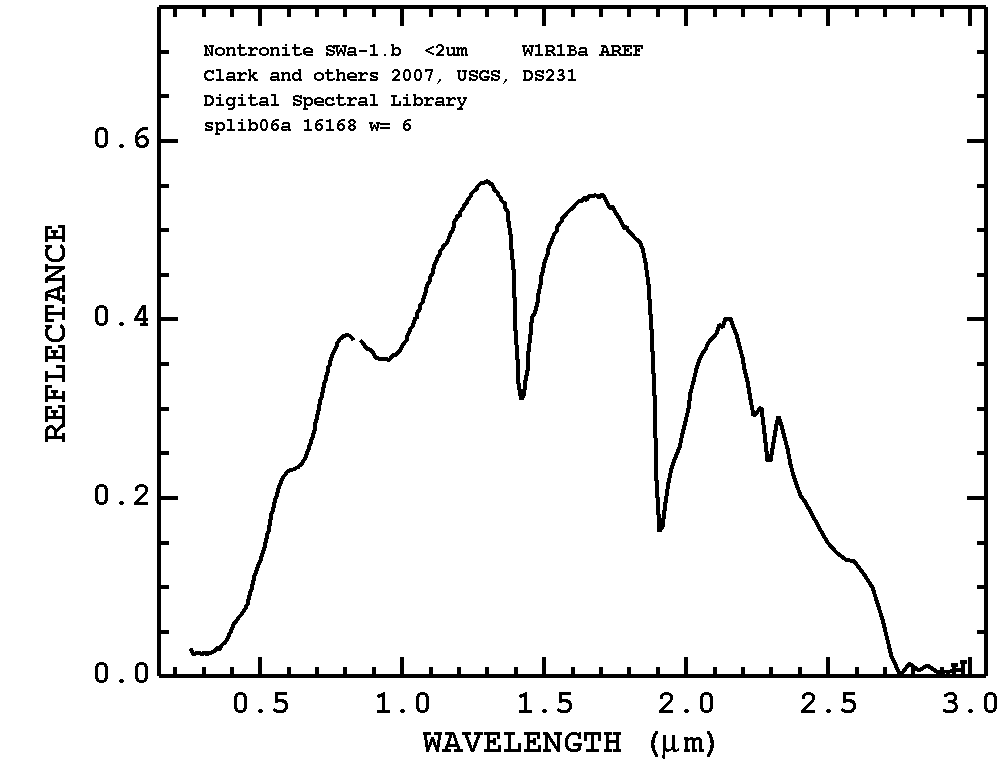 Nontronite SWa-1.b <2um W1R1Ba AREF
Clark and others 2007, USGS, DS231
Digital Spectral Library
splib06a 16168 w= 6
0.6
0.4
0.2
0.0
REFLECTANCE
0.5 1.0 1.5 2.0 2.5 3.0
WAVELENGTH (μm)